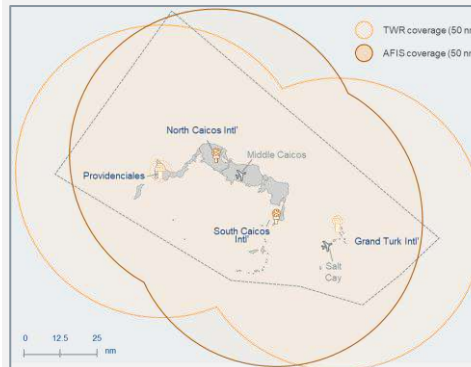 TWR coverage (50 nm
AFIS coverage (50 nm
North Caicos Intl'
Middle Caicos
Providenciales
South Caicos
Intl'
Grand Turk Intl'
Salt
Cay
0 12.5 25
nm